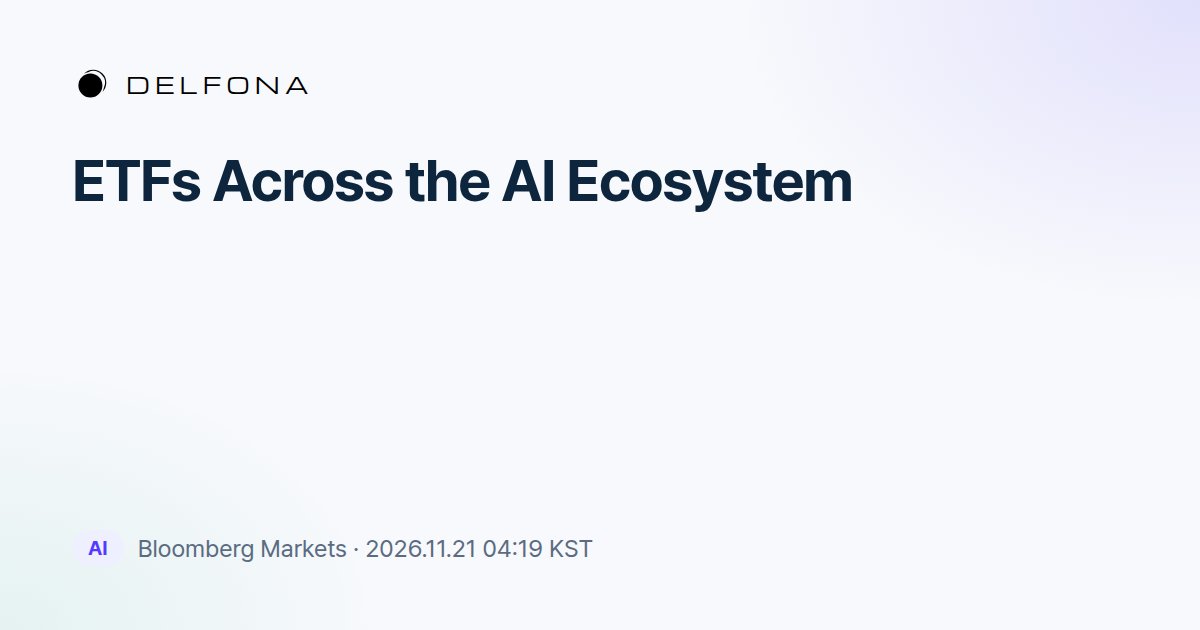 DELFONA
ETFs Across the AI Ecosystem
AI Bloomberg Markets · 2026.11.21 04:19 KST